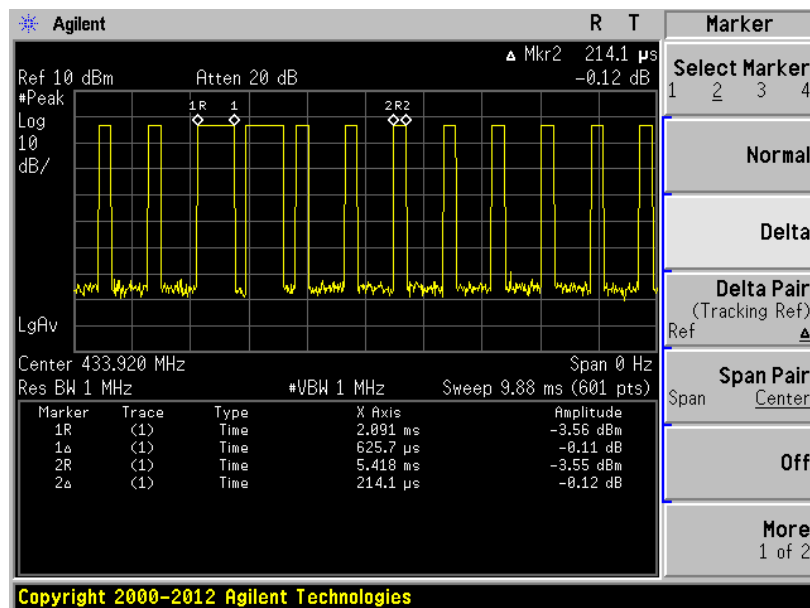 Agilent R T Marker
Δ Mkr2 214.1 µs
Ref 10 dBm Atten 20 dB -0.12 dB
#Peak
Log
10
dB/
1R 1 2R2
LgAv
Center 433.920 MHz Span 0 Hz
Res BW 1 MHz #VBW 1 MHz Sweep 9.88 ms (601 pts)
Marker Trace Type X Axis Amplitude
1R (1) Time 2.091 ms -3.56 dBm
1Δ (1) Time 625.7 µs -0.11 dB
2R (1) Time 5.418 ms -3.55 dBm
2Δ (1) Time 214.1 µs -0.12 dB
Select Marker
1 2 3 4
Normal
Delta
Delta Pair
(Tracking Ref)
Ref Δ
Span Pair
Span Center
Off
More
1 of 2
Copyright 2000-2012 Agilent Technologies